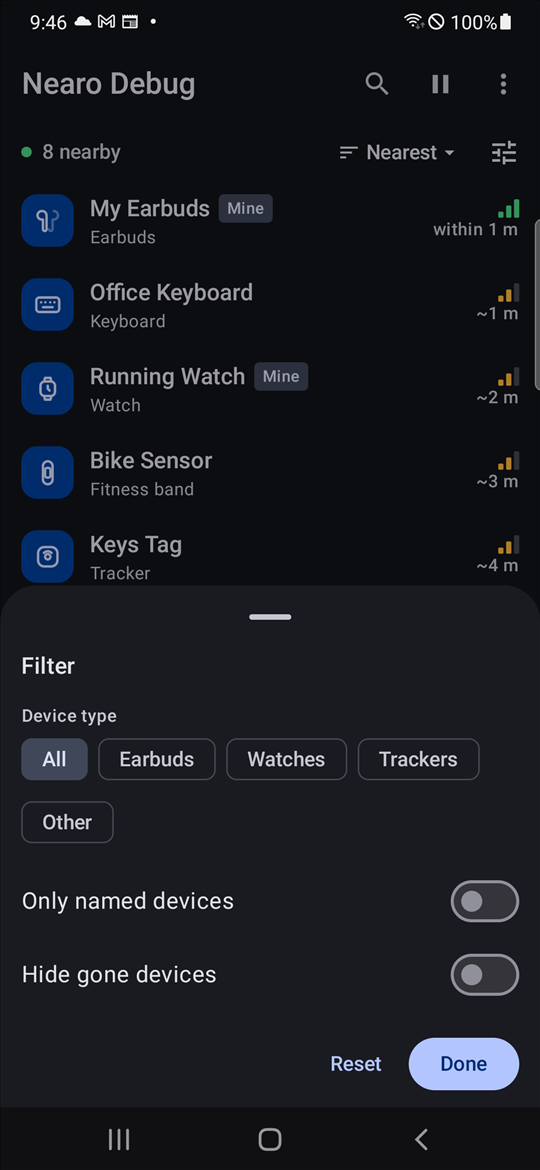 9:46 100%
Nearo Debug
8 nearby Nearest
My Earbuds Mine
Earbuds within 1 m
Office Keyboard
Keyboard ~1 m
Running Watch Mine
Watch ~2 m
Bike Sensor
Fitness band ~3 m
Keys Tag
Tracker ~4 m
Filter
Device type
All Earbuds Watches Trackers
Other
Only named devices
Hide gone devices
Reset Done